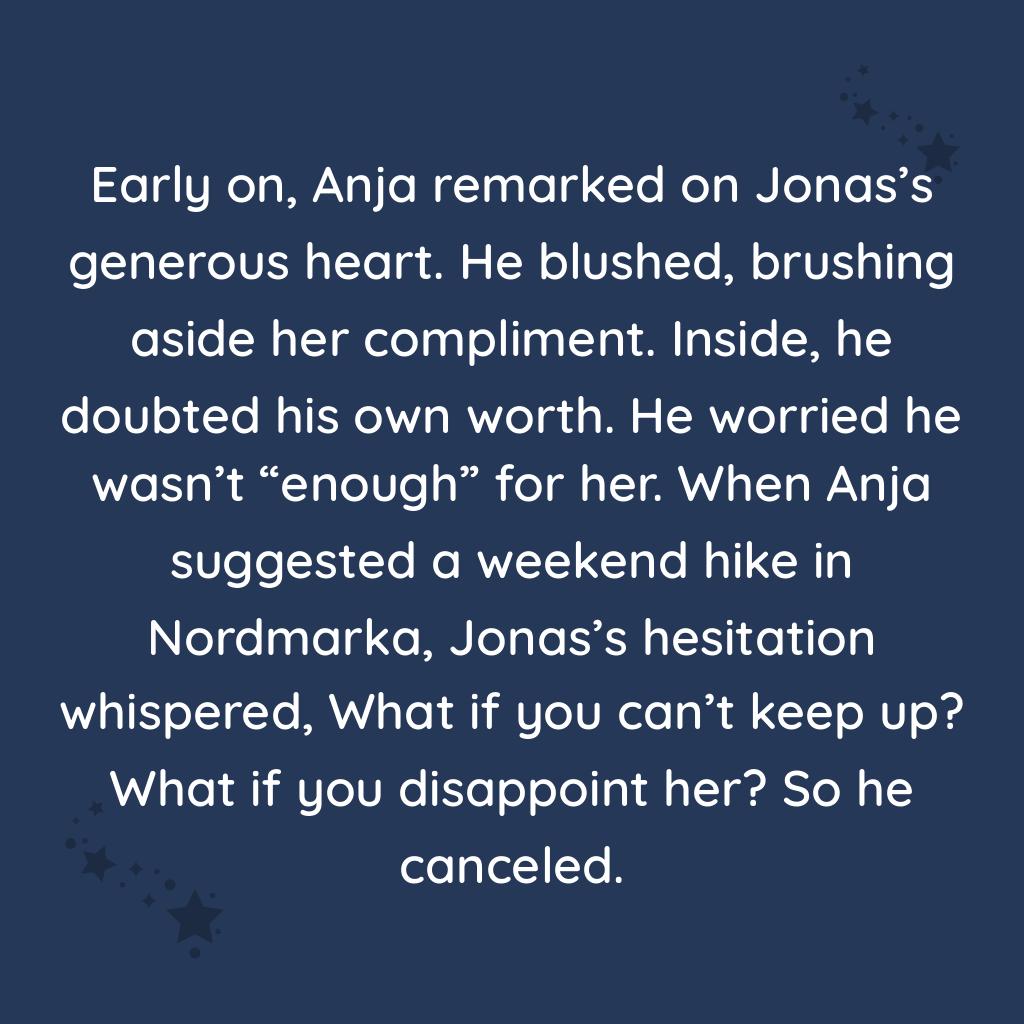 Early on, Anja remarked on Jonas’s
generous heart. He blushed, brushing
aside her compliment. Inside, he
doubted his own worth. He worried he
wasn’t “enough” for her. When Anja
suggested a weekend hike in
Nordmarka, Jonas’s hesitation
whispered, What if you can’t keep up?
What if you disappoint her? So he
canceled.